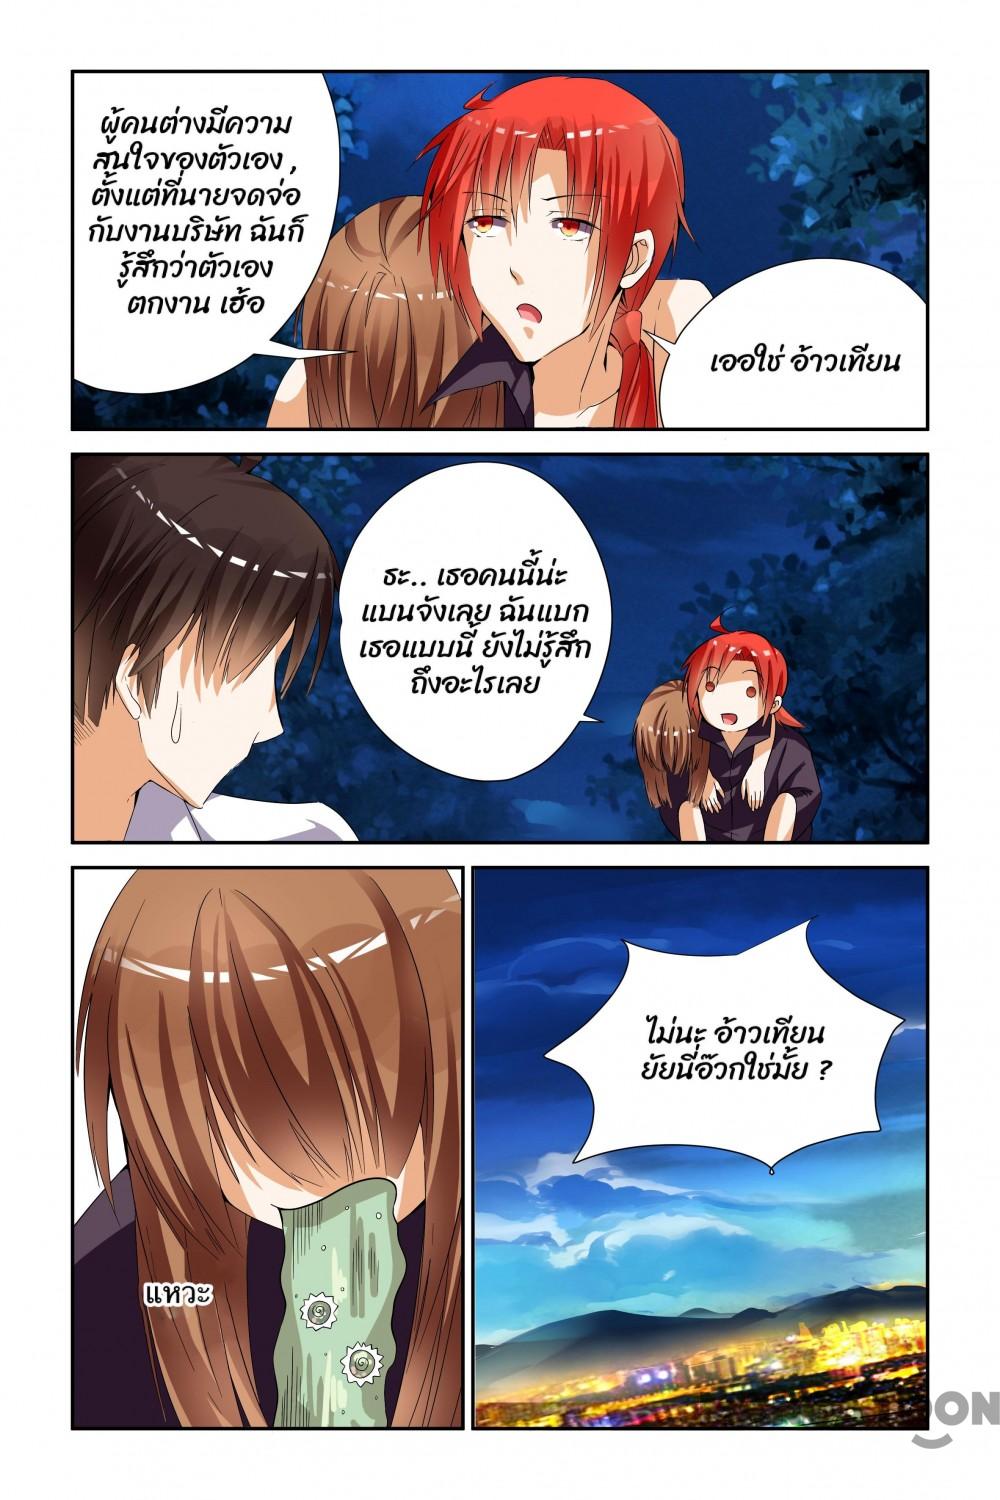 ผู้คนต่างมีความ
สนใจของตัวเอง ,
ตั้งแต่ที่นายจดจ่อ
กับงานบริษัท ฉันก็
รู้สึกว่าตัวเอง
ตกงาน เฮ้อ
เออใช่ อ้าวเทียน
ธะ.. เธอคนนี้น่ะ
แบนจังเลย ฉันแบก
เธอแบบนี้ ยังไม่รู้สึก
ถึงอะไรเลย
แหวะ
ไม่นะ อ้าวเทียน
ยัยนี่อ๊วกใช่มั้ย ?